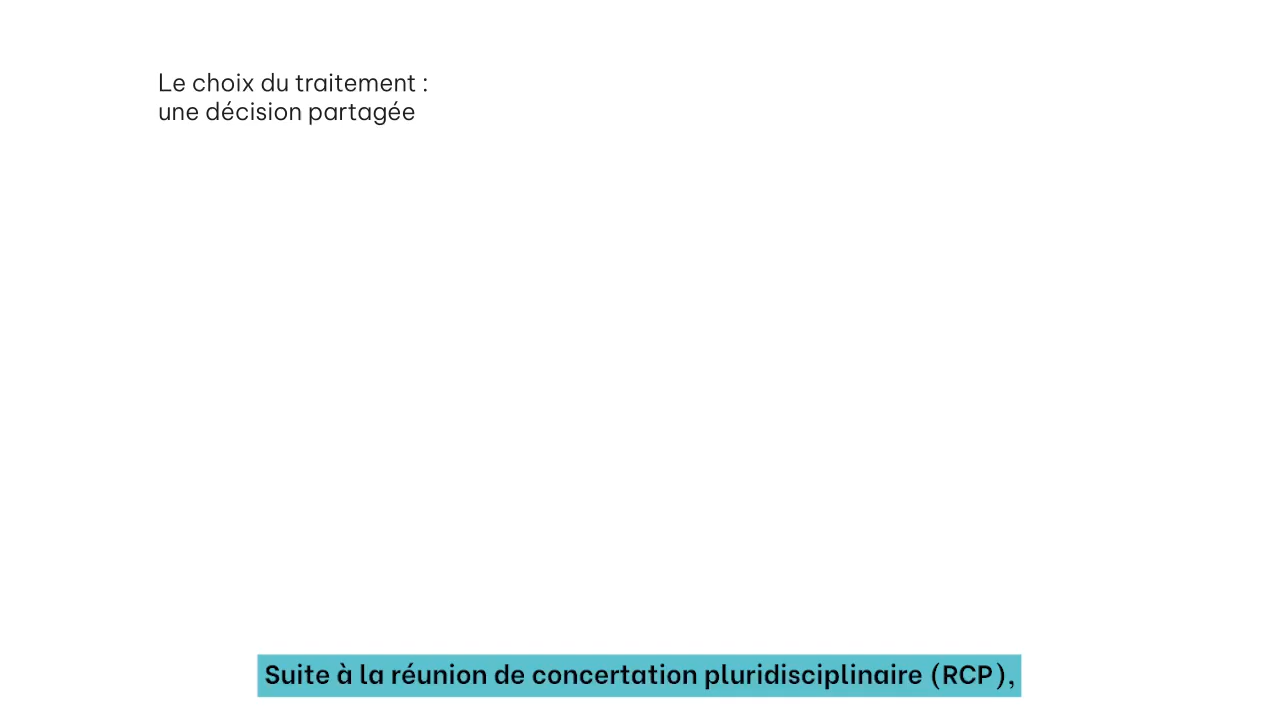 Le choix du traitement :
une décision partagée
Suite à la réunion de concertation pluridisciplinaire (RCP),